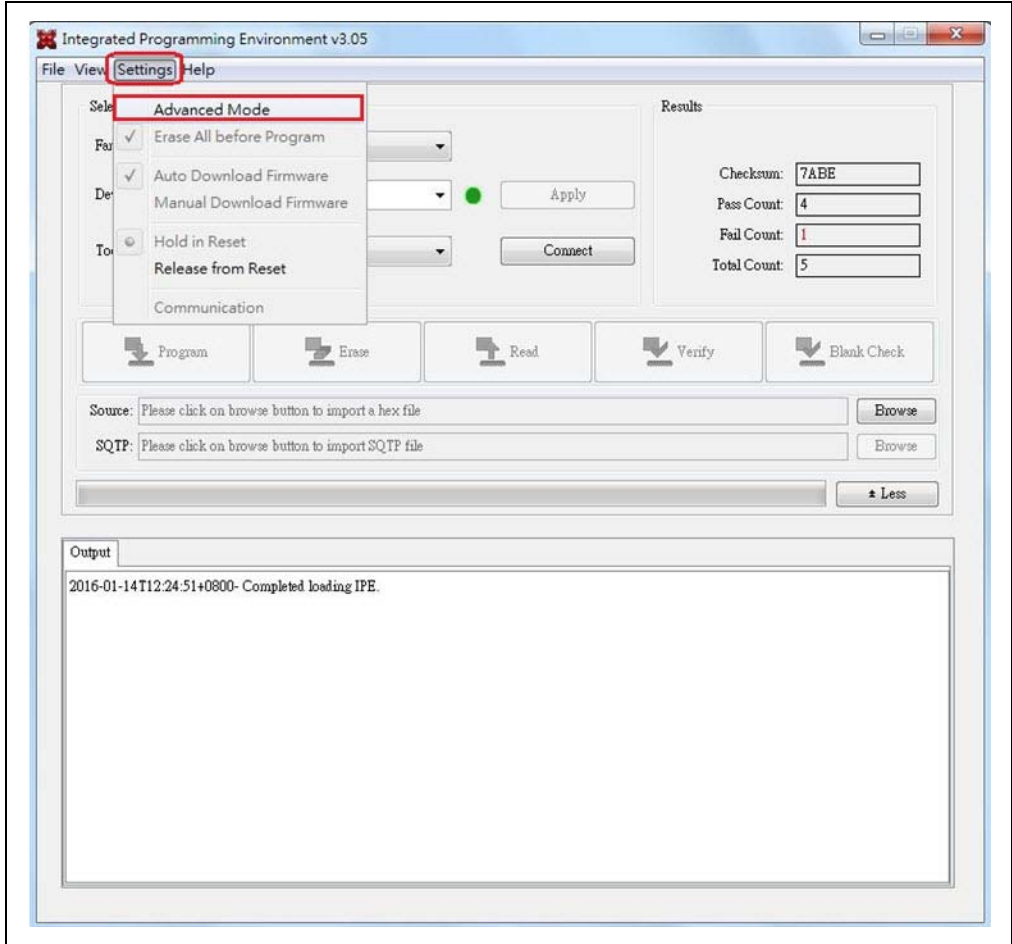 Integrated Programming Environment v3.05
File View Settings Help
Advanced Mode
Erase All before Program
Auto Download Firmware
Manual Download Firmware
Hold in Reset
Release from Reset
Communication
Apply
Connect
Results
Checksum: 7ABE
Pass Count: 4
Fail Count: 1
Total Count: 5
Program Erase Read Verify Blank Check
Source: Please click on browse button to import a hex file Browse
SQTP: Please click on browse button to import SQTP file Browse
Less
Output
2016-01-14T12:24:51+0800- Completed loading IPE.